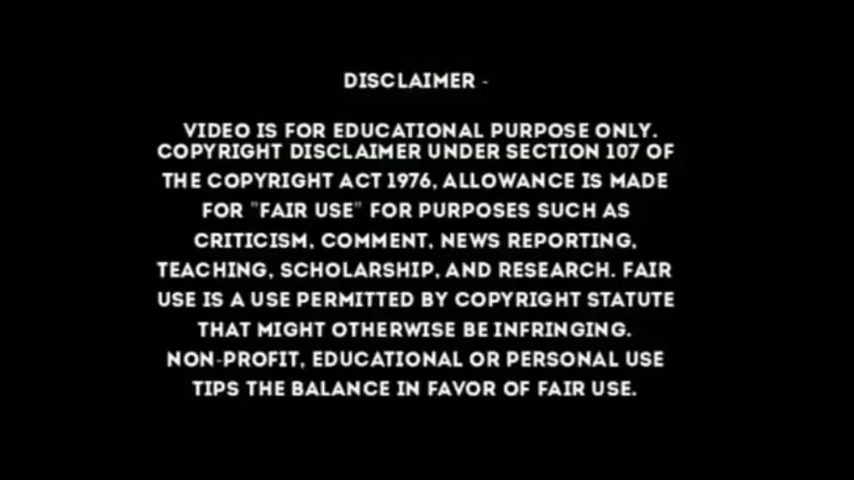 DISCLAIMER -
VIDEO IS FOR EDUCATIONAL PURPOSE ONLY.
COPYRIGHT DISCLAIMER UNDER SECTION 107 OF
THE COPYRIGHT ACT 1976, ALLOWANCE IS MADE
FOR "FAIR USE" FOR PURPOSES SUCH AS
CRITICISM, COMMENT, NEWS REPORTING,
TEACHING, SCHOLARSHIP, AND RESEARCH. FAIR
USE IS A USE PERMITTED BY COPYRIGHT STATUTE
THAT MIGHT OTHERWISE BE INFRINGING.
NON-PROFIT, EDUCATIONAL OR PERSONAL USE
TIPS THE BALANCE IN FAVOR OF FAIR USE.